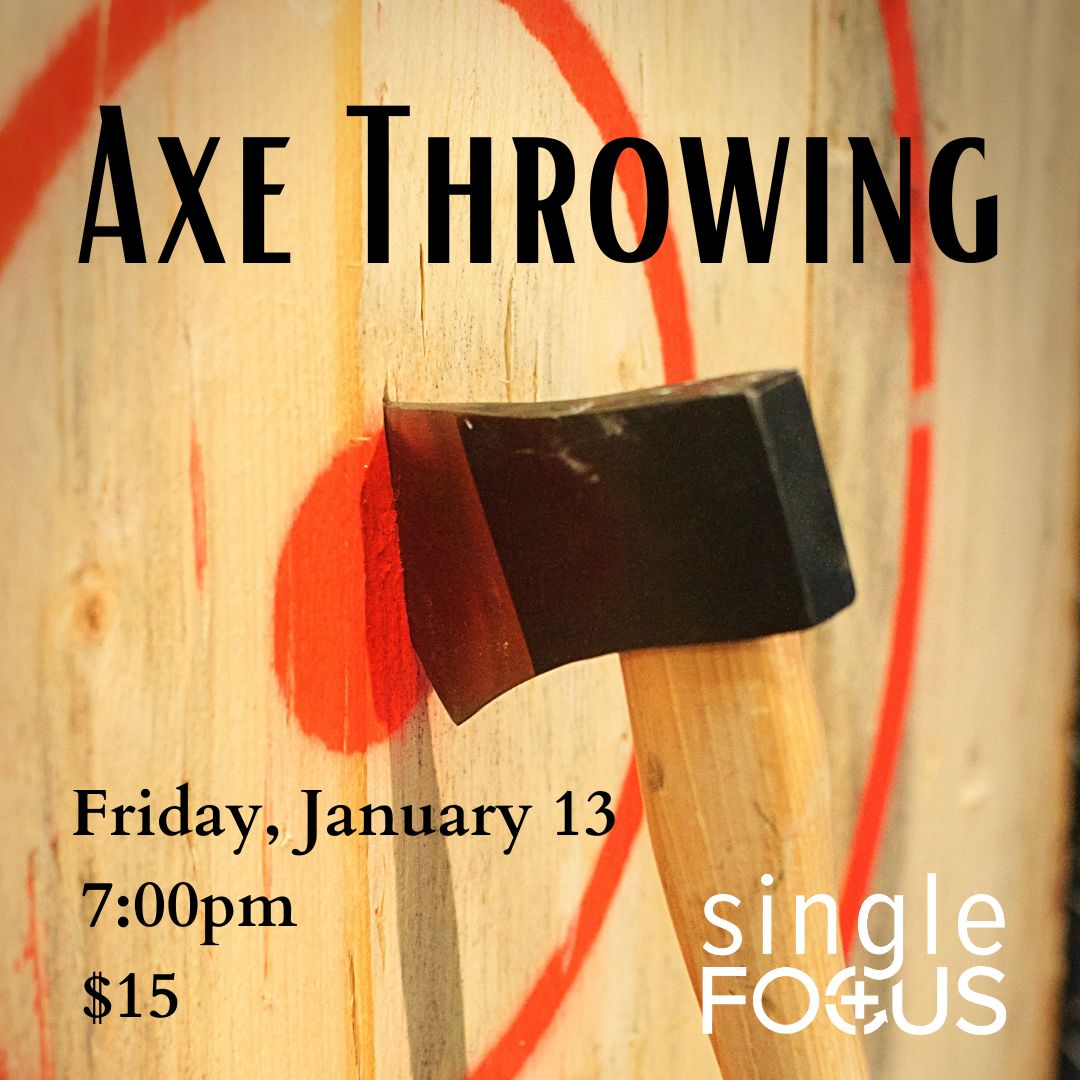 Axe Throwing
Friday, January 13
7:00pm
$15
single
FOCUS